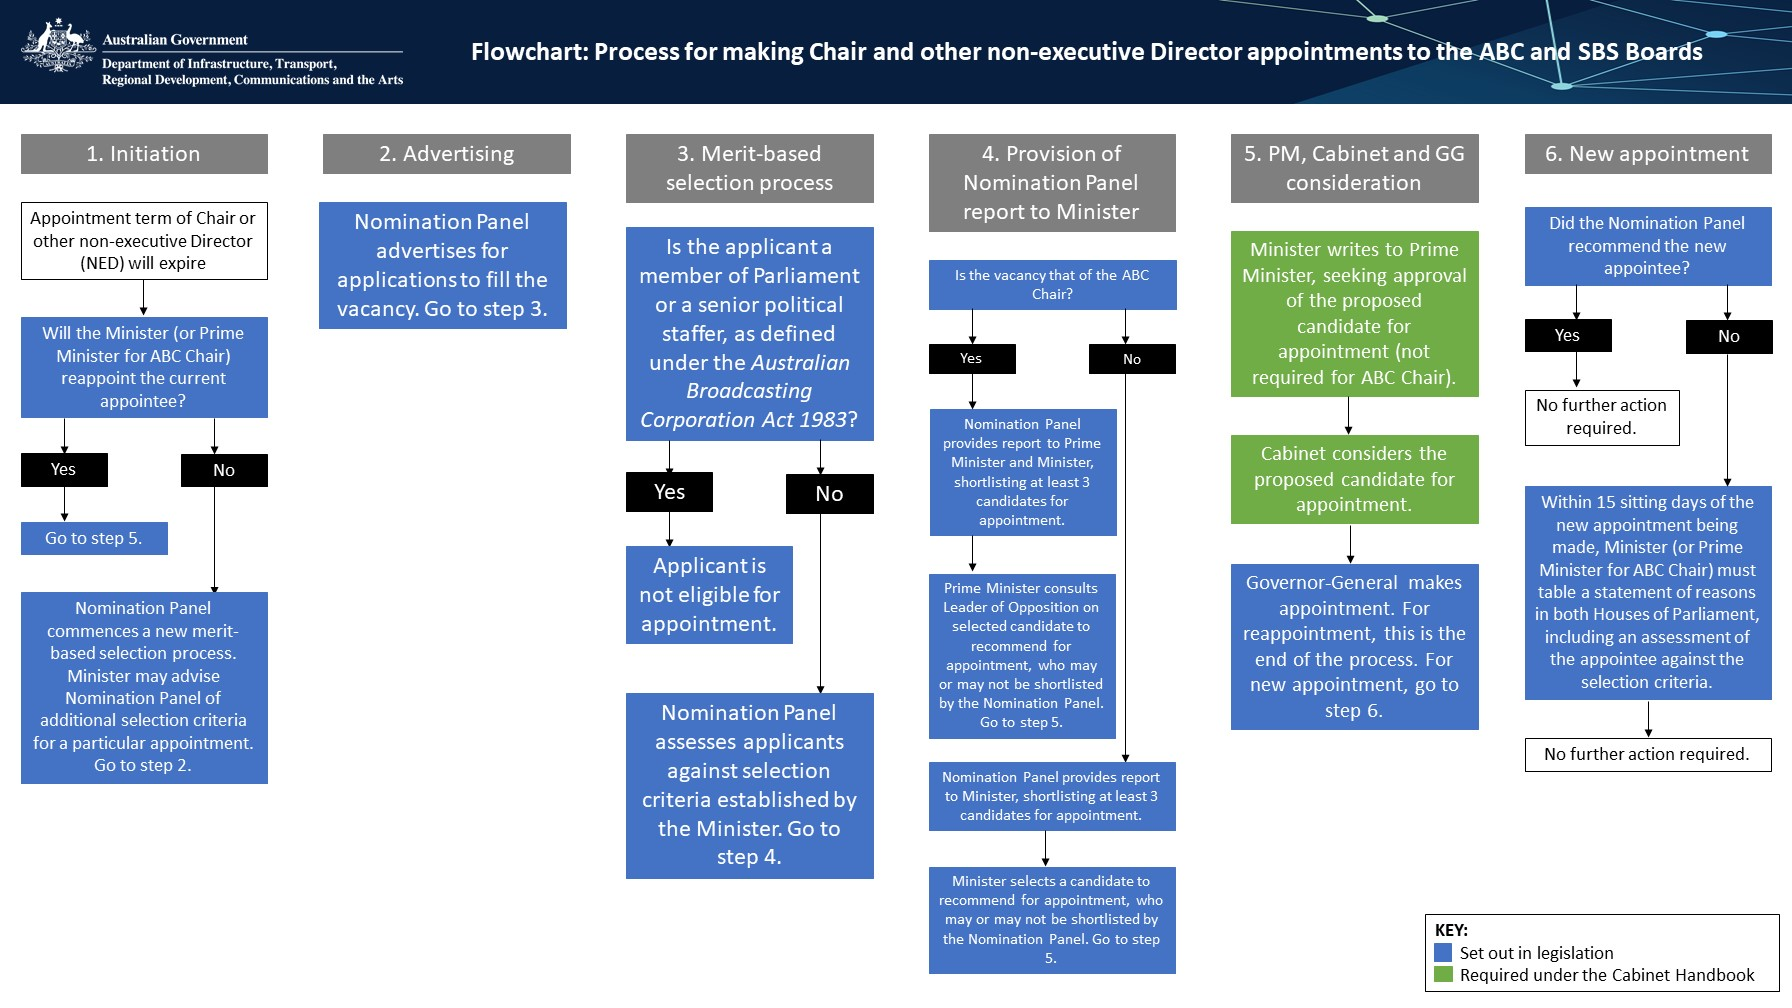 Australian Government
Department of Infrastructure, Transport,
Regional Development, Communications and the Arts
Flowchart: Process for making Chair and other non-executive Director appointments to the ABC and SBS Boards
1. Initiation
Appointment term of Chair or
other non-executive Director
(NED) will expire
Will the Minister (or Prime
Minister for ABC Chair)
reappoint the current
appointee?
Yes
No
Go to step 5.
Nomination Panel
commences a new merit-
based selection process.
Minister may advise
Nomination Panel of
additional selection criteria
for a particular appointment.
Go to step 2.
2. Advertising
Nomination Panel
advertises for
applications to fill the
vacancy. Go to step 3.
3. Merit-based
selection process
Is the applicant a
member of Parliament
or a senior political
staffer, as defined
under the Australian
Broadcasting
Corporation Act 1983?
Yes
No
Applicant is
not eligible for
appointment.
Nomination Panel
assesses applicants
against selection
criteria established by
the Minister. Go to
step 4.
4. Provision of
Nomination Panel
report to Minister
Is the vacancy that of the ABC
Chair?
Yes
No
Nomination Panel
provides report to Prime
Minister and Minister,
shortlisting at least 3
candidates for
appointment.
Prime Minister consults
Leader of Opposition on
selected candidate to
recommend for
appointment, who may
or may not be shortlisted
by the Nomination Panel.
Go to step 5.
Nomination Panel provides report
to Minister, shortlisting at least 3
candidates for appointment.
Minister selects a candidate to
recommend for appointment, who
may or may not be shortlisted by
the Nomination Panel. Go to step
5.
5. PM, Cabinet and GG
consideration
Minister writes to Prime
Minister, seeking approval
of the proposed
candidate for
appointment (not
required for ABC Chair).
Cabinet considers the
proposed candidate for
appointment.
Governor-General makes
appointment. For
reappointment, this is the
end of the process. For
new appointment, go to
step 6.
6. New appointment
Did the Nomination Panel
recommend the new
appointee?
Yes
No
No further action
required.
Within 15 sitting days of the
new appointment being
made, Minister (or Prime
Minister for ABC Chair) must
table a statement of reasons
in both Houses of Parliament,
including an assessment of
the appointee against the
selection criteria.
No further action required.
KEY:
Set out in legislation
Required under the Cabinet Handbook